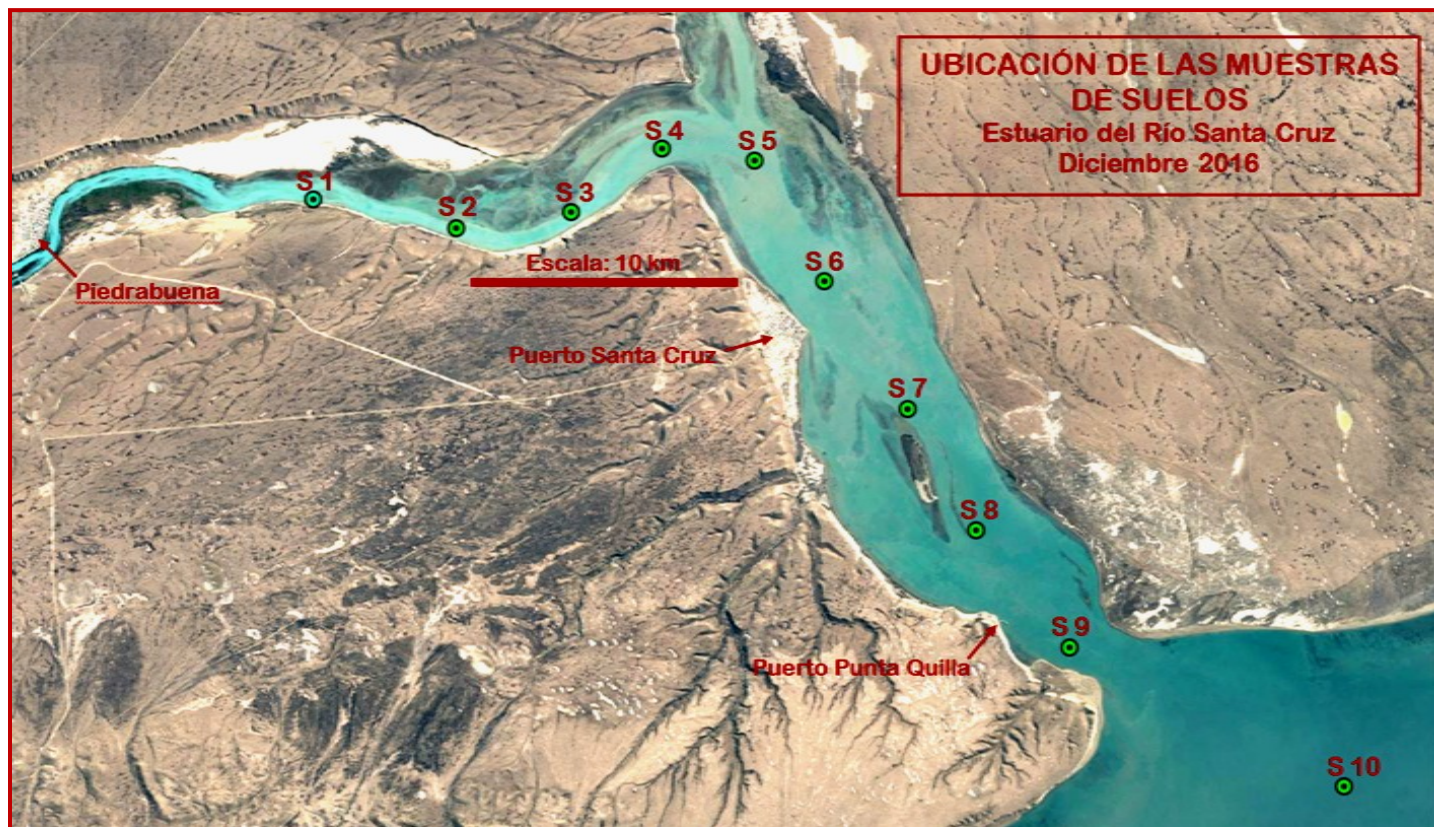 UBICACIÓN DE LAS MUESTRAS
DE SUELOS
Estuario del Río Santa Cruz
Diciembre 2016
S 4
S 5
S 1
S 3
S 2
S 6
Escala: 10 km
Piedrabuena
Puerto Santa Cruz
S 7
S 8
S 9
Puerto Punta Quilla
S 10